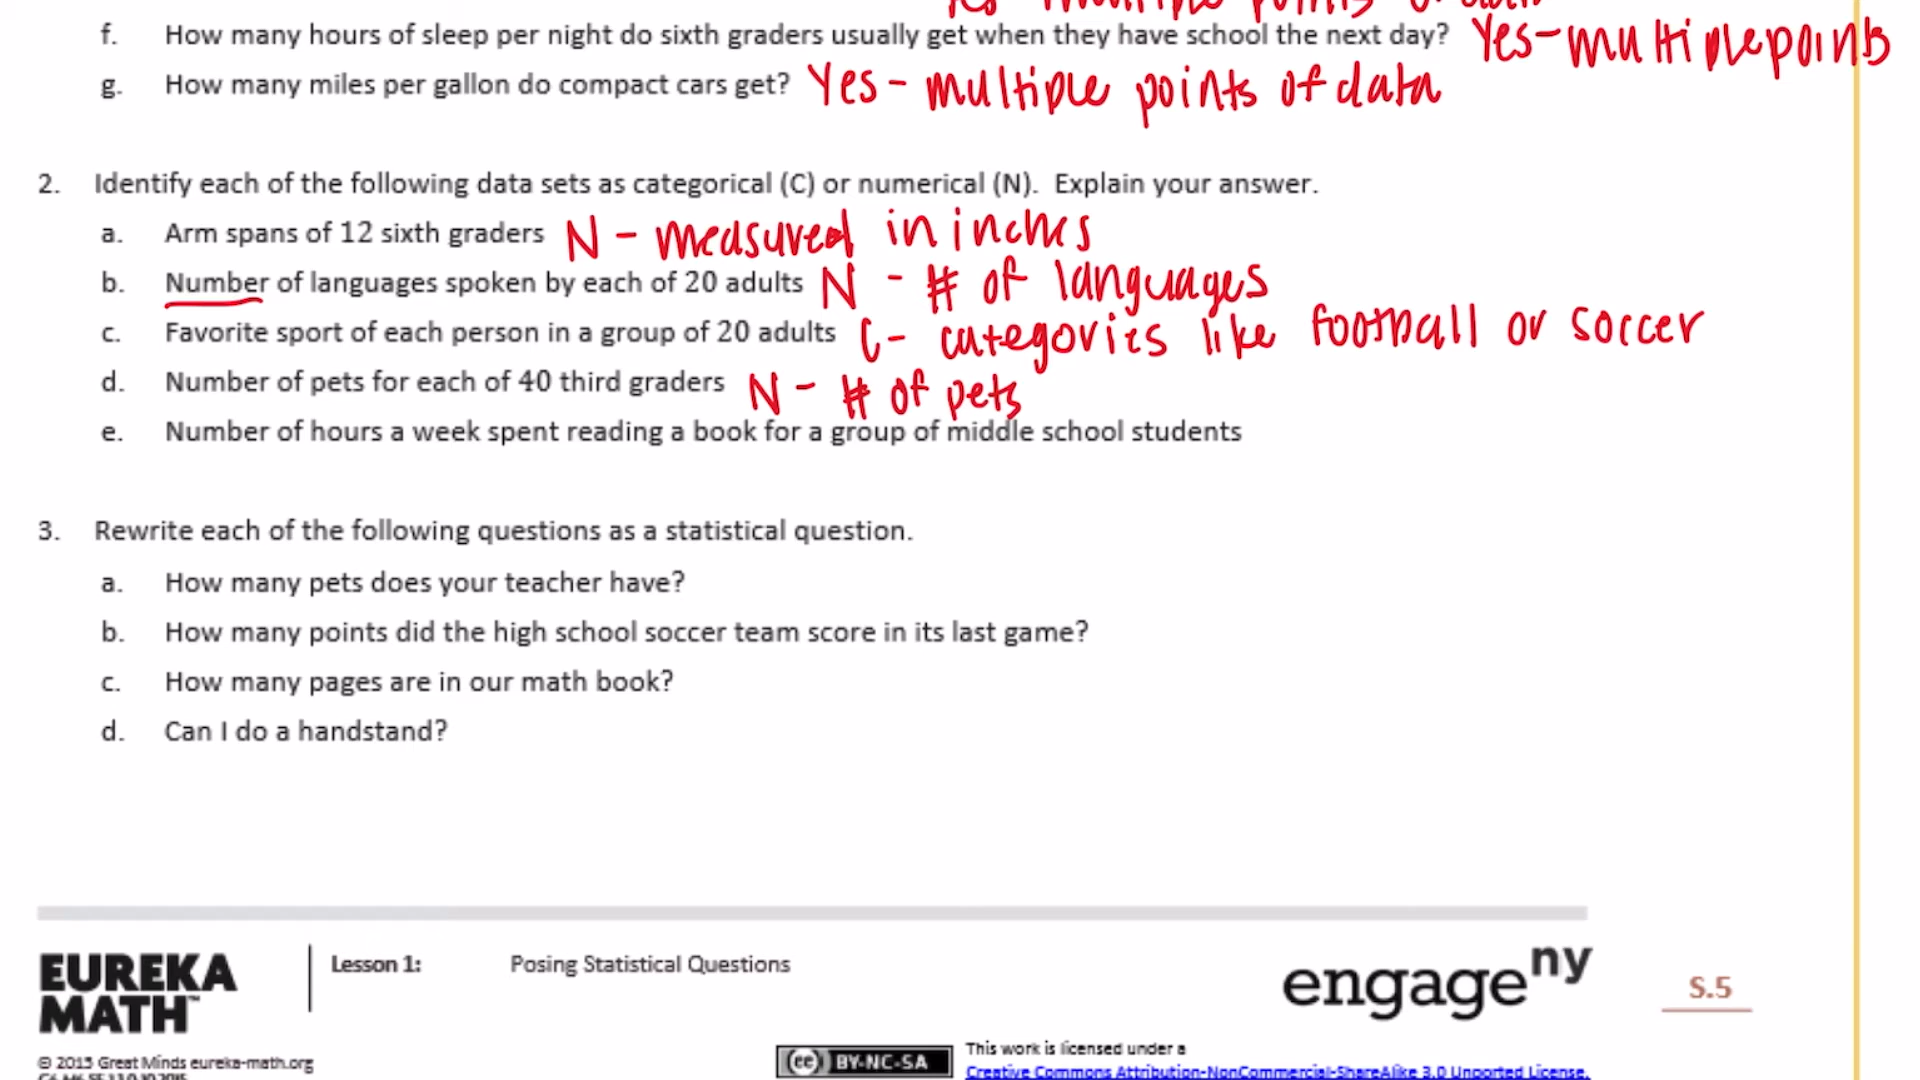 multiple points of data
f. How many hours of sleep per night do sixth graders usually get when they have school the next day? Yes-multiple points
g. How many miles per gallon do compact cars get? Yes - multiple points of data
2. Identify each of the following data sets as categorical (C) or numerical (N). Explain your answer.
a. Arm spans of 12 sixth graders N - measured in inches
b. Number of languages spoken by each of 20 adults N - # of languages
c. Favorite sport of each person in a group of 20 adults C- categories like football or soccer
d. Number of pets for each of 40 third graders N - # of pets
e. Number of hours a week spent reading a book for a group of middle school students
3. Rewrite each of the following questions as a statistical question.
a. How many pets does your teacher have?
b. How many points did the high school soccer team score in its last game?
c. How many pages are in our math book?
d. Can I do a handstand?
EUREKA MATH™
Lesson 1: Posing Statistical Questions
engage ny
S.5
© 2015 Great Minds eureka-math.org
cc BY-NC-SA
This work is licensed under a
Creative Commons Attribution-NonCommercial-ShareAlike 3.0 Unported License.